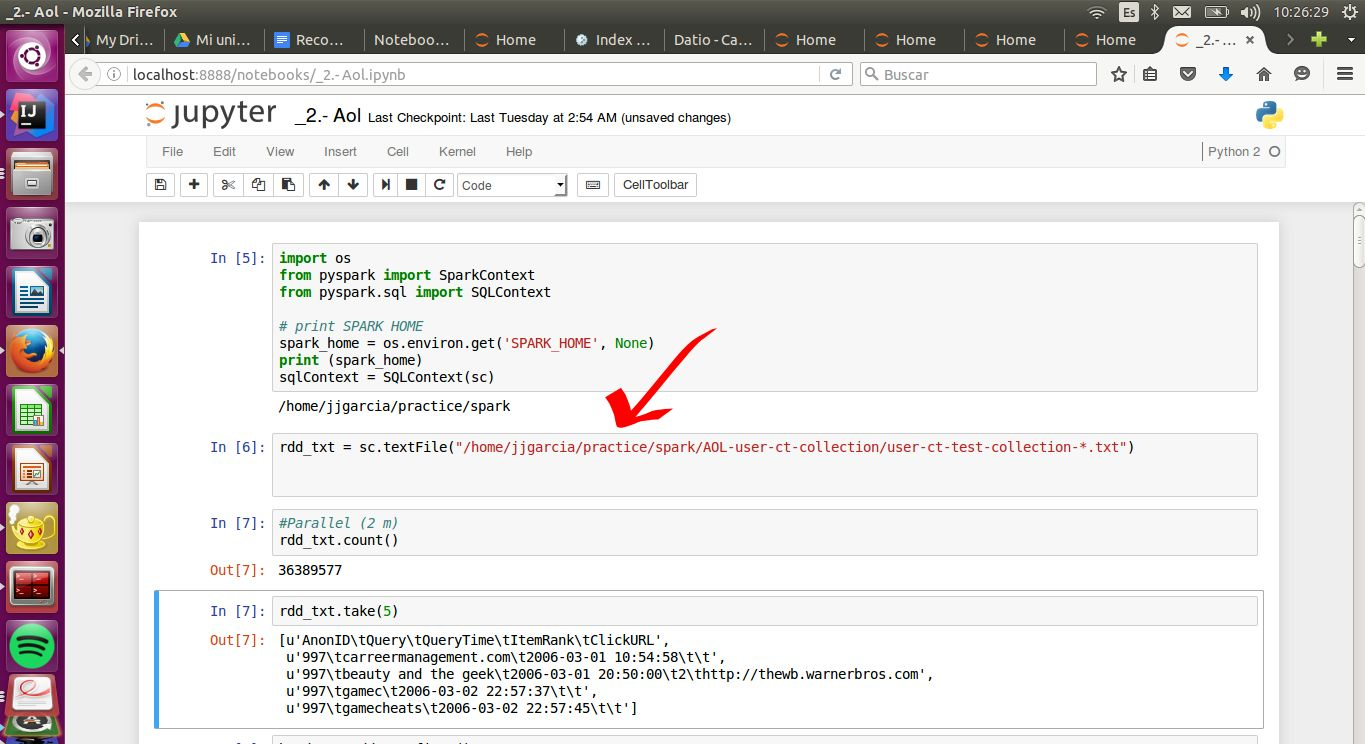 _2.- Aol - Mozilla Firefox
Es
10:26:29
My Dri…
Mi uni…
Reco…
Noteboo…
Home
Index …
Datio - Ca…
Home
Home
Home
Home
_2.- …
localhost:8888/notebooks/_2.- Aol.ipynb
Buscar
jupyter _2.- Aol Last Checkpoint: Last Tuesday at 2:54 AM (unsaved changes)
File Edit View Insert Cell Kernel Help
Python 2
Code
CellToolbar
In [5]: import os
from pyspark import SparkContext
from pyspark.sql import SQLContext
# print SPARK HOME
spark_home = os.environ.get('SPARK_HOME', None)
print (spark_home)
sqlContext = SQLContext(sc)
/home/jjgarcia/practice/spark
In [6]: rdd_txt = sc.textFile("/home/jjgarcia/practice/spark/AOL-user-ct-collection/user-ct-test-collection-*.txt")
In [7]: #Parallel (2 m)
rdd_txt.count()
Out[7]: 36389577
In [7]: rdd_txt.take(5)
Out[7]: [u'AnonID\tQuery\tQueryTime\tItemRank\tClickURL',
u'997\tcarreermanagement.com\t2006-03-01 10:54:58\t\t',
u'997\tbeauty and the geek\t2006-03-01 20:50:00\t2\thttp://thewb.warnerbros.com',
u'997\tgamec\t2006-03-02 22:57:37\t\t',
u'997\tgamecheats\t2006-03-02 22:57:45\t\t']